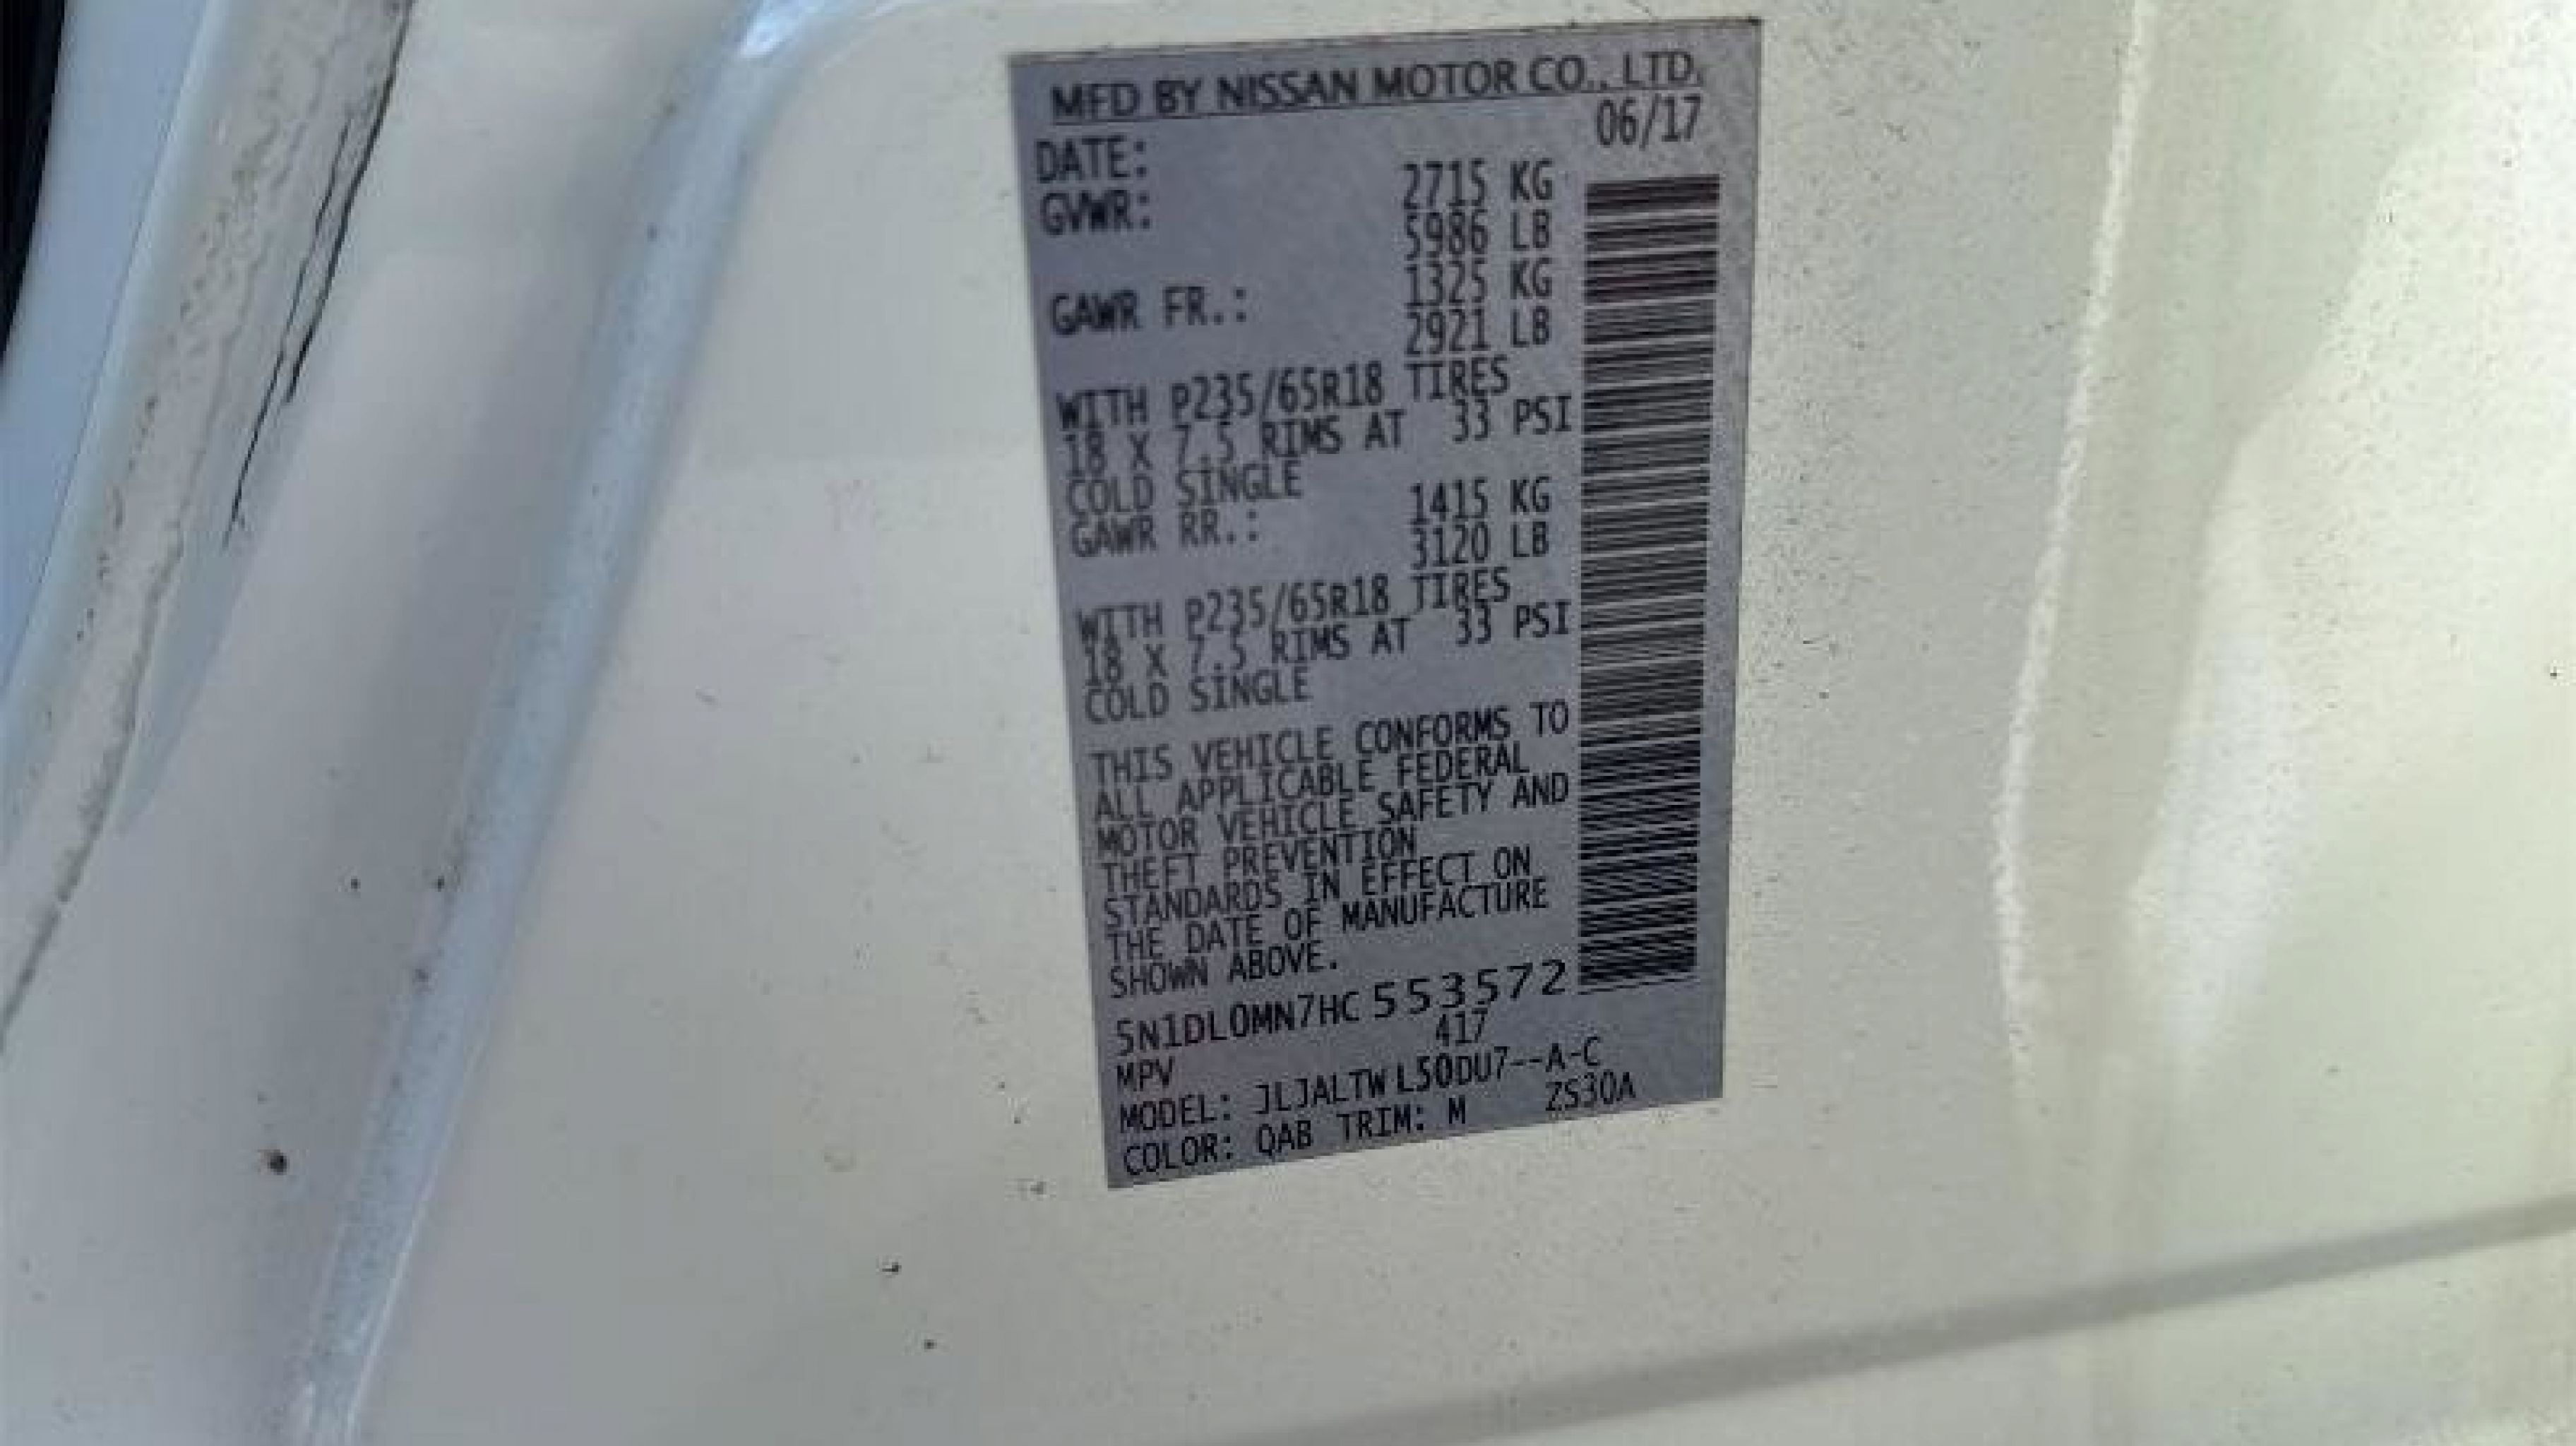 MFD BY NISSAN MOTOR CO., LTD.
DATE: 06/17
GVWR: 2715 KG
5986 LB
GAWR FR.: 1325 KG
2921 LB
WITH P235/65R18 TIRES
18 X 7.5 RIMS AT 33 PSI
COLD SINGLE
GAWR RR.: 1415 KG
3120 LB
WITH P235/65R18 TIRES
18 X 7.5 RIMS AT 33 PSI
COLD SINGLE
THIS VEHICLE CONFORMS TO
ALL APPLICABLE FEDERAL
MOTOR VEHICLE SAFETY AND
THEFT PREVENTION
STANDARDS IN EFFECT ON
THE DATE OF MANUFACTURE
SHOWN ABOVE.
5N1DL0MN7HC553572
MPV 417
MODEL: JLJALTWL50DU7--A-C
COLOR: QAB TRIM: M ZS30A